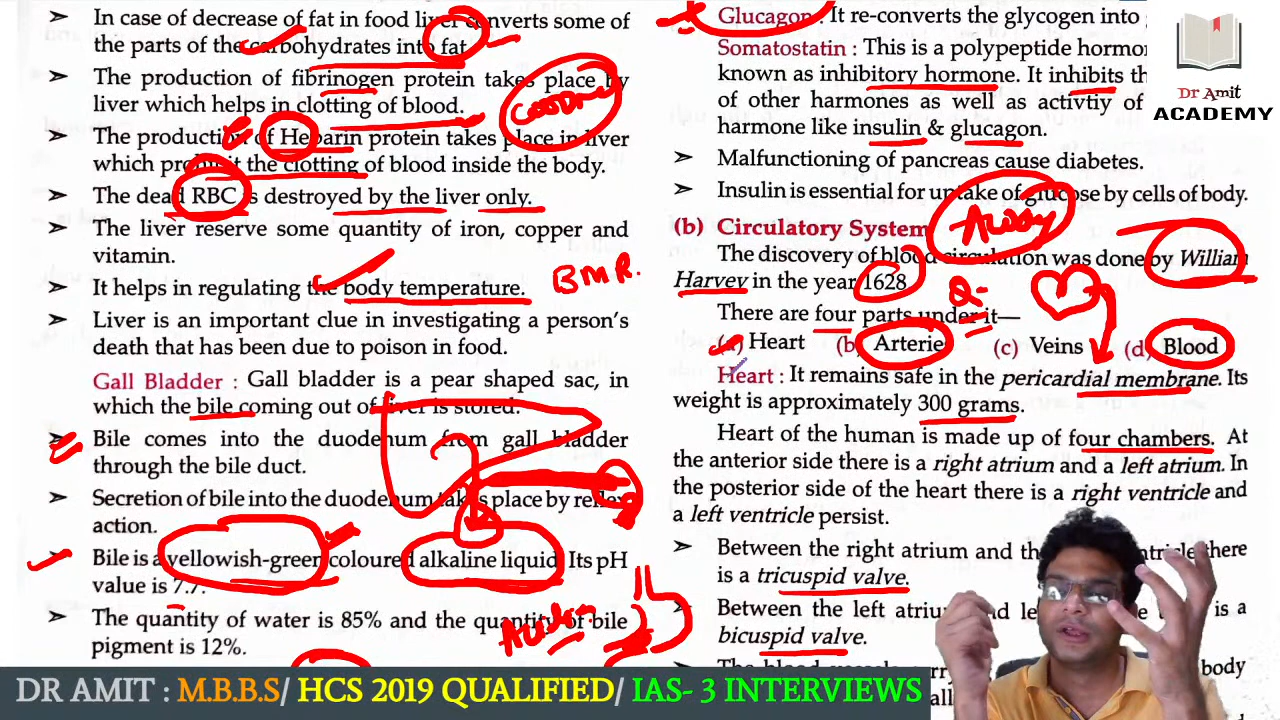 In case of decrease of fat in food liver converts some of
the parts of the carbohydrates into fat.
➤ The production of fibrinogen protein takes place by
liver which helps in clotting of blood.
➤ The production of Heparin protein takes place in liver
which prohibit the clotting of blood inside the body.
➤ The dead RBC is destroyed by the liver only.
➤ The liver reserve some quantity of iron, copper and
vitamin.
➤ It helps in regulating the body temperature.
BMR.
➤ Liver is an important clue in investigating a person's
death that has been due to poison in food.
Gall Bladder : Gall bladder is a pear shaped sac, in
which the bile coming out of liver is stored.
➤ Bile comes into the duodenum from gall bladder
through the bile duct.
➤ Secretion of bile into the duodenum takes place by reflex
action.
➤ Bile is a yellowish-green coloured alkaline liquid. Its pH
value is 7.7.
➤ The quantity of water is 85% and the quantity of bile
pigment is 12%.
Glucagon : It re-converts the glycogen into
Somatostatin : This is a polypeptide hormo
known as inhibitory hormone. It inhibits th
of other harmones as well as activtiy of
harmone like insulin & glucagon.
➤ Malfunctioning of pancreas cause diabetes.
➤ Insulin is essential for uptake of glucose by cells of body.
(b) Circulatory System
The discovery of blood circulation was done by William
Harvey in the year 1628.
There are four parts under it—
(a) Heart (b) Arteries (c) Veins (d) Blood
Heart : It remains safe in the pericardial membrane. Its
weight is approximately 300 grams.
Heart of the human is made up of four chambers. At
the anterior side there is a right atrium and a left atrium. In
the posterior side of the heart there is a right ventricle and
a left ventricle persist.
➤ Between the right atrium and the ventricle there
is a tricuspid valve.
➤ Between the left atrium and is a
bicuspid valve.
The blood vessels body
Dr Amit
ACADEMY
DR AMIT : M.B.B.S/ HCS 2019 QUALIFIED/ IAS- 3 INTERVIEWS